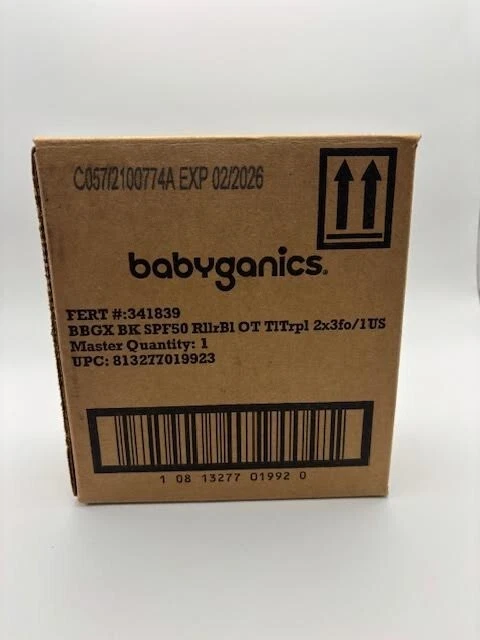 C057/2100774A EXP 02/2026
babyganics®
FERT #:341839
BBGX BK SPF50 RllrBl OT TlTrpl 2x3fo/1US
Master Quantity: 1
UPC: 813277019923
1 08 13277 01992 0